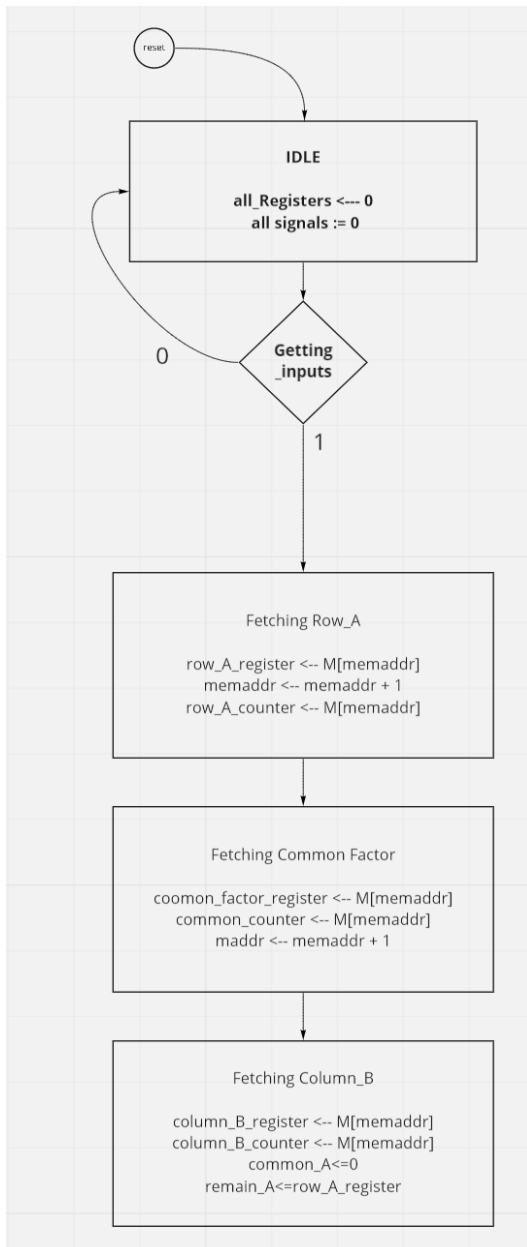 reset
IDLE
all_Registers <--- 0
all signals := 0
Getting
_inputs
0
1
Fetching Row_A
row_A_register <-- M[memaddr]
memaddr <-- memaddr + 1
row_A_counter <-- M[memaddr]
Fetching Common Factor
coomon_factor_register <-- M[memaddr]
common_counter <-- M[memaddr]
maddr <-- memaddr + 1
Fetching Column_B
column_B_register <-- M[memaddr]
column_B_counter <-- M[memaddr]
common_A<=0
remain_A<=row_A_register